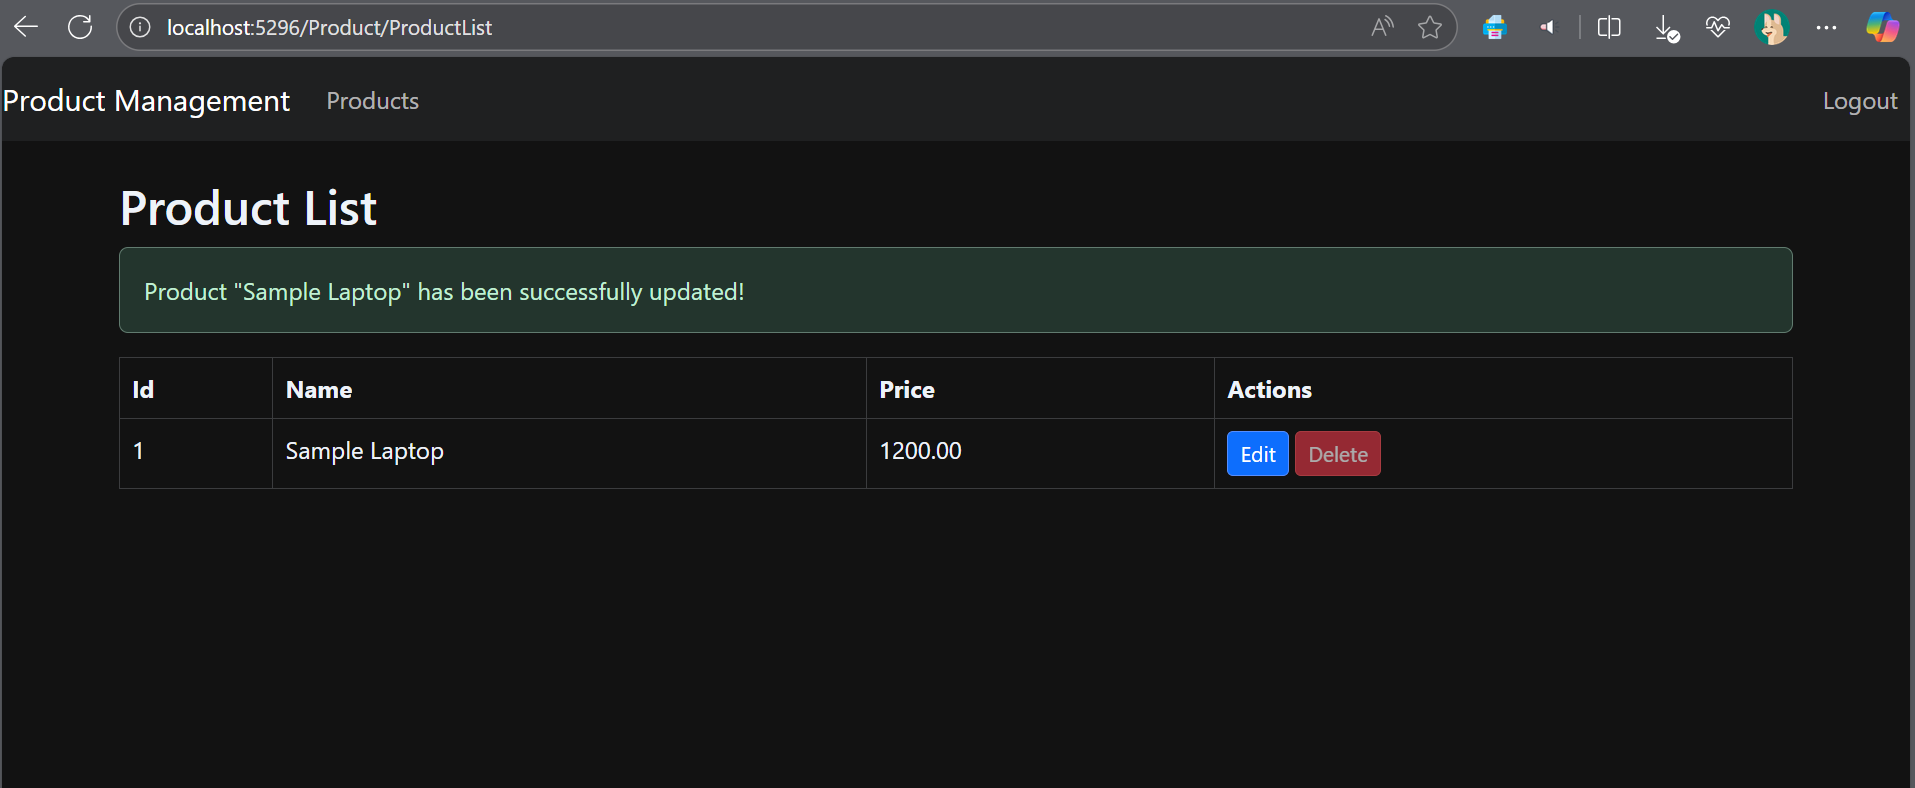 localhost:5296/Product/ProductList
Product Management Products Logout
Product List
Product "Sample Laptop" has been successfully updated!
Id Name Price Actions
1 Sample Laptop 1200.00 Edit Delete